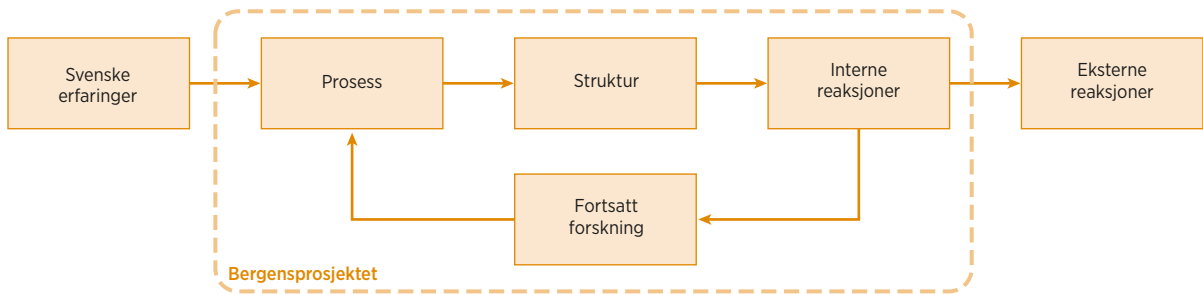 Svenske
erfaringer
Prosess
Struktur
Interne
reaksjoner
Eksterne
reaksjoner
Fortsatt
forskning
Bergensprosjektet